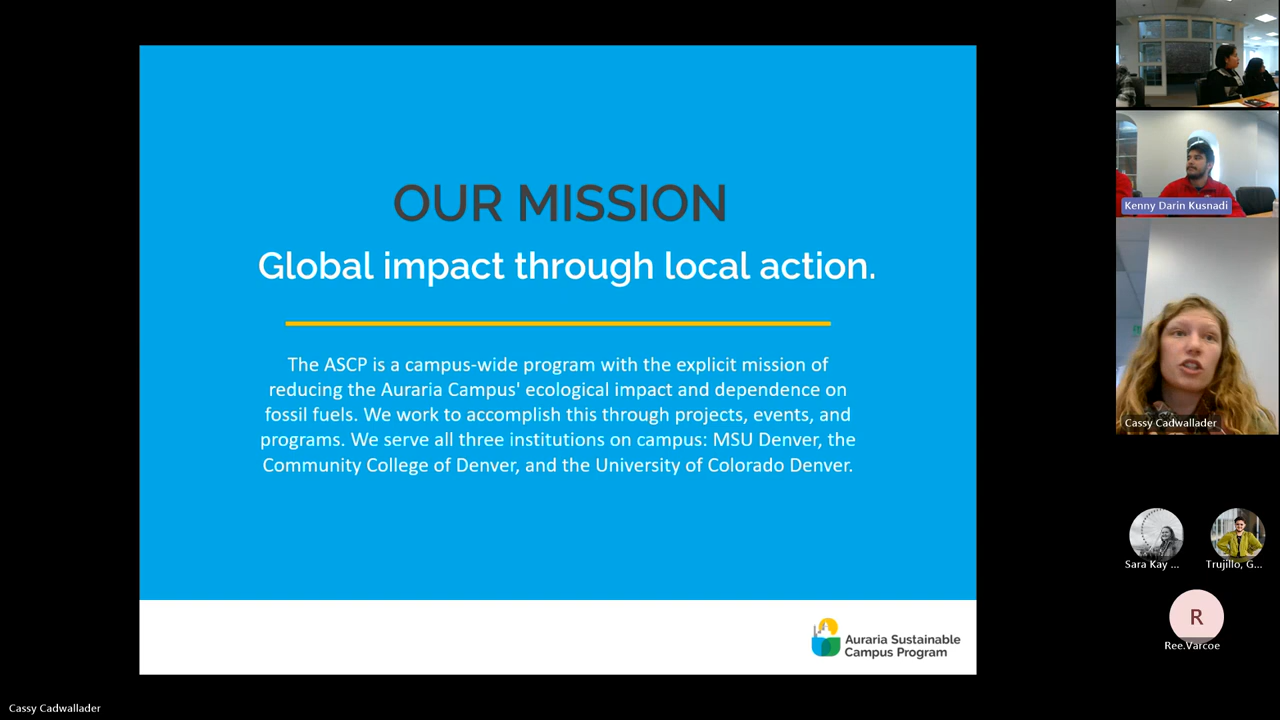 OUR MISSION
Global impact through local action.
The ASCP is a campus-wide program with the explicit mission of
reducing the Auraria Campus' ecological impact and dependence on
fossil fuels. We work to accomplish this through projects, events, and
programs. We serve all three institutions on campus: MSU Denver, the
Community College of Denver, and the University of Colorado Denver.
Auraria Sustainable
Campus Program
Kenny Darin Kusnadi
Cassy Cadwallader
Sara Kay ...
Trujillo, G...
R
Ree.Varcoe
Cassy Cadwallader